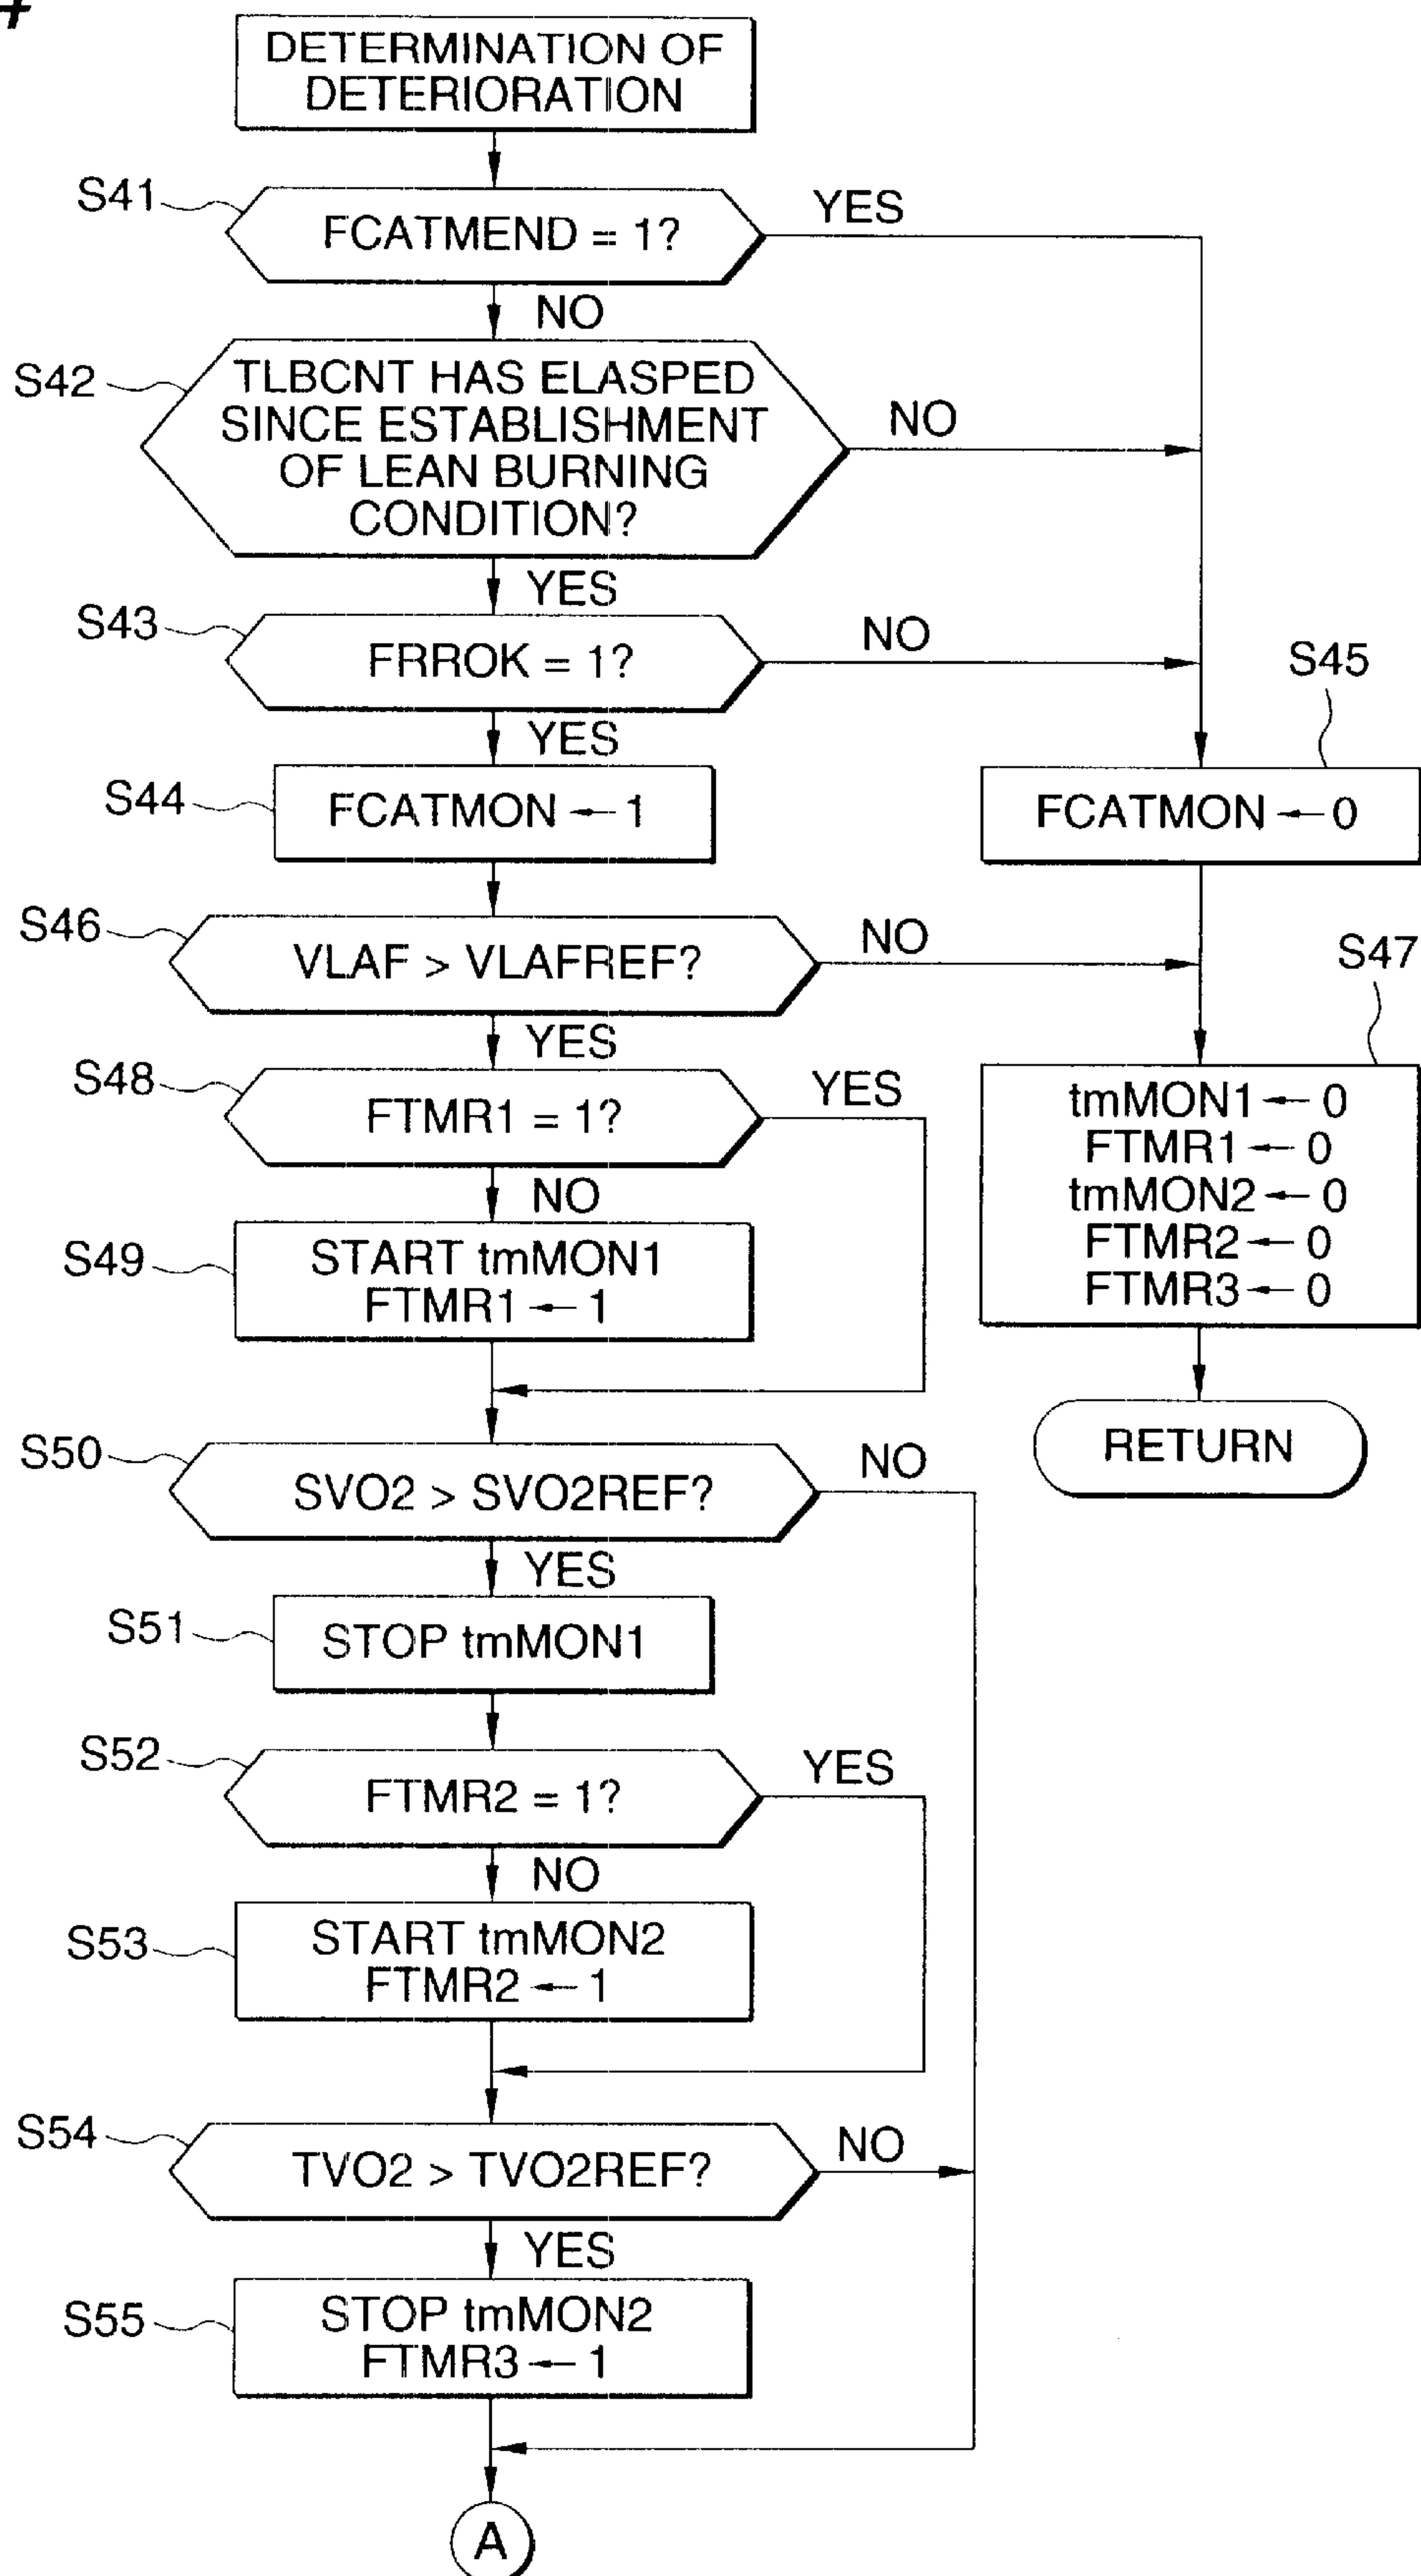 4
DETERMINATION OF
DETERIORATION
S41
FCATMEND = 1?
YES
NO
S42
TLBCNT HAS ELASPED
SINCE ESTABLISHMENT
OF LEAN BURNING
CONDITION?
NO
YES
S43
FRROK = 1?
NO
YES
S44
FCATMON ← 1
S45
FCATMON ← 0
S46
VLAF > VLAFREF?
NO
YES
S47
tmMON1 ← 0
FTMR1 ← 0
tmMON2 ← 0
FTMR2 ← 0
FTMR3 ← 0
RETURN
S48
FTMR1 = 1?
YES
NO
S49
START tmMON1
FTMR1 ← 1
S50
SVO2 > SVO2REF?
NO
YES
S51
STOP tmMON1
S52
FTMR2 = 1?
YES
NO
S53
START tmMON2
FTMR2 ← 1
S54
TVO2 > TVO2REF?
NO
YES
S55
STOP tmMON2
FTMR3 ← 1
A